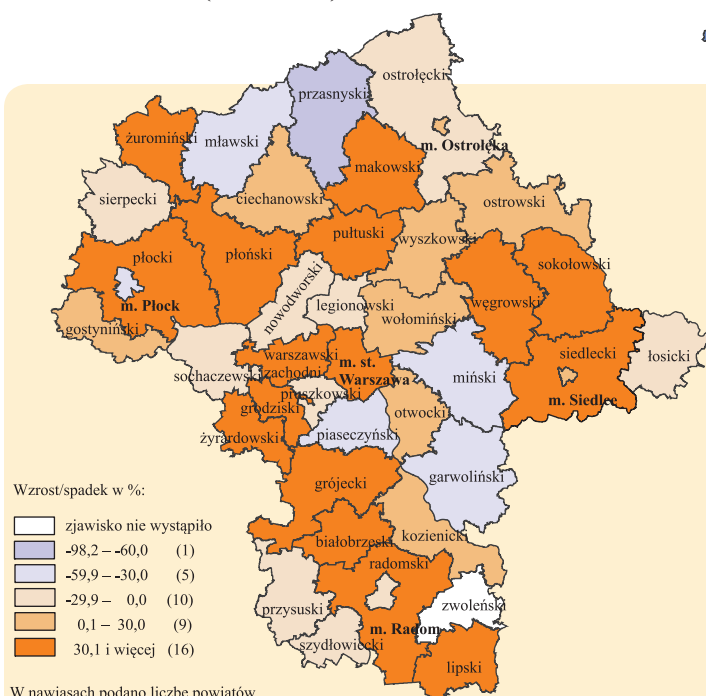 ostrołęcki
przasnyski
żuromiński
mławski
m. Ostrołęka
makowski
sierpecki
ciechanowski
ostrowski
pułtuski
wyszkowski
płocki
płoński
sokołowski
nowodworski
węgrowski
m. Płock
legionowski
gostyniński
wołomiński
siedlecki
łosicki
warszawski
zachodni
m. st.
Warszawa
sochaczewski
miński
m. Siedlce
pruszkowski
grodziski
otwocki
żyrardowski
piaseczyński
garwoliński
grójecki
Wzrost/spadek w %:
zjawisko nie wystąpiło
-98,2 – -60,0 (1)
-59,9 – -30,0 (5)
-29,9 – 0,0 (10)
0,1 – 30,0 (9)
30,1 i więcej (16)
białobrzeski
kozienicki
radomski
przysuski
zwoleński
m. Radom
szydłowiecki
lipski
W nawiasach podano liczbę powiatów